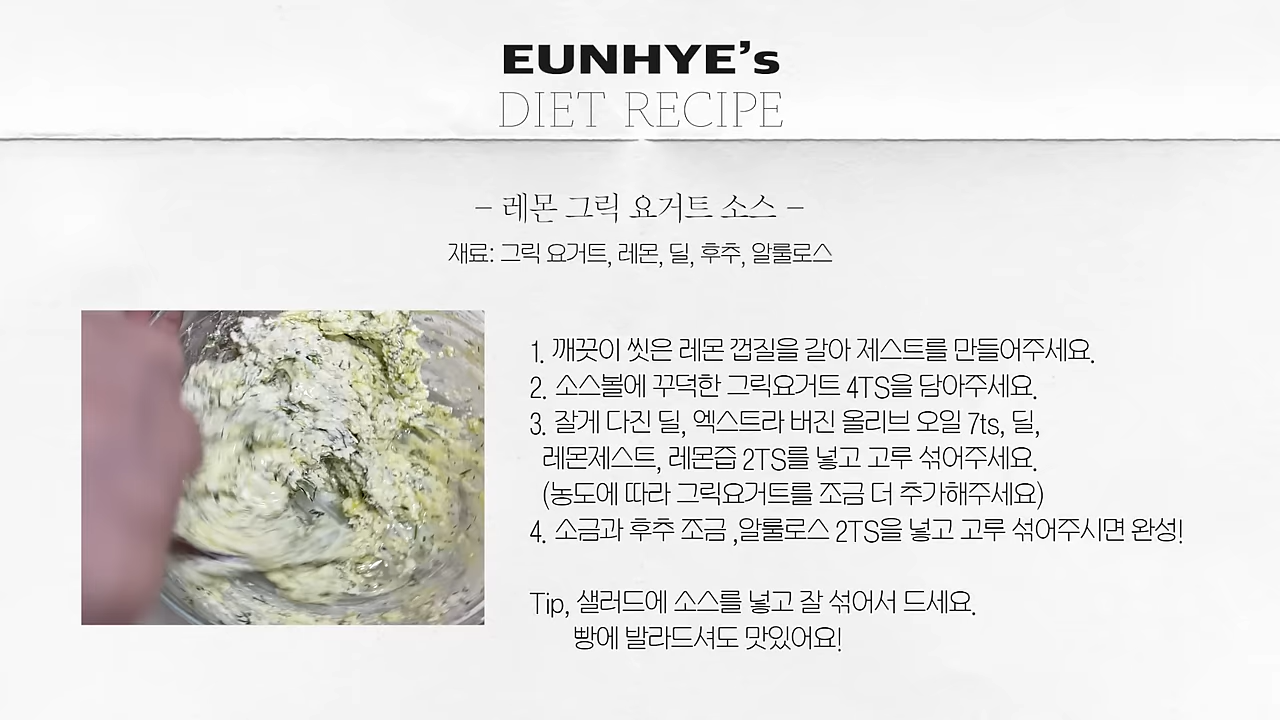 EUNHYE's
DIET RECIPE
- 레몬 그릭 요거트 소스 -
재료: 그릭 요거트, 레몬, 딜, 후추, 알룰로스
1. 깨끗이 씻은 레몬 껍질을 갈아 제스트를 만들어주세요.
2. 소스볼에 꾸덕한 그릭요거트 4TS을 담아주세요.
3. 잘게 다진 딜, 엑스트라 버진 올리브 오일 7ts, 딜,
레몬제스트, 레몬즙 2TS를 넣고 고루 섞어주세요.
(농도에 따라 그릭요거트를 조금 더 추가해주세요)
4. 소금과 후추 조금 ,알룰로스 2TS을 넣고 고루 섞어주시면 완성!
Tip, 샐러드에 소스를 넣고 잘 섞어서 드세요.
빵에 발라드셔도 맛있어요!